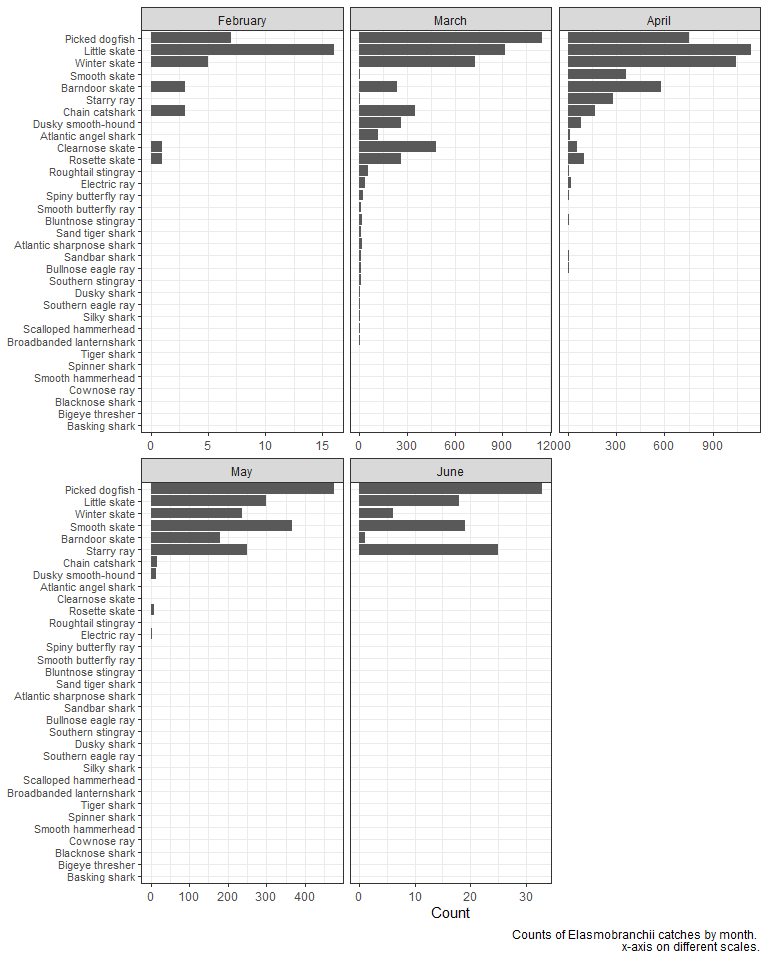 February
March
April
Picked dogfish
Little skate
Winter skate
Smooth skate
Barndoor skate
Starry ray
Chain catshark
Dusky smooth-hound
Atlantic angel shark
Clearnose skate
Rosette skate
Roughtail stingray
Electric ray
Spiny butterfly ray
Smooth butterfly ray
Bluntnose stingray
Sand tiger shark
Atlantic sharpnose shark
Sandbar shark
Bullnose eagle ray
Southern stingray
Dusky shark
Southern eagle ray
Silky shark
Scalloped hammerhead
Broadbanded lanternshark
Tiger shark
Spinner shark
Smooth hammerhead
Cownose ray
Blacknose shark
Bigeye thresher
Basking shark
0 5 10 15
0 300 600 900 1200
0 300 600 900
May
June
Picked dogfish
Little skate
Winter skate
Smooth skate
Barndoor skate
Starry ray
Chain catshark
Dusky smooth-hound
Atlantic angel shark
Clearnose skate
Rosette skate
Roughtail stingray
Electric ray
Spiny butterfly ray
Smooth butterfly ray
Bluntnose stingray
Sand tiger shark
Atlantic sharpnose shark
Sandbar shark
Bullnose eagle ray
Southern stingray
Dusky shark
Southern eagle ray
Silky shark
Scalloped hammerhead
Broadbanded lanternshark
Tiger shark
Spinner shark
Smooth hammerhead
Cownose ray
Blacknose shark
Bigeye thresher
Basking shark
0 100 200 300 400
0 10 20 30
Count
Counts of Elasmobranchii catches by month.
x-axis on different scales.